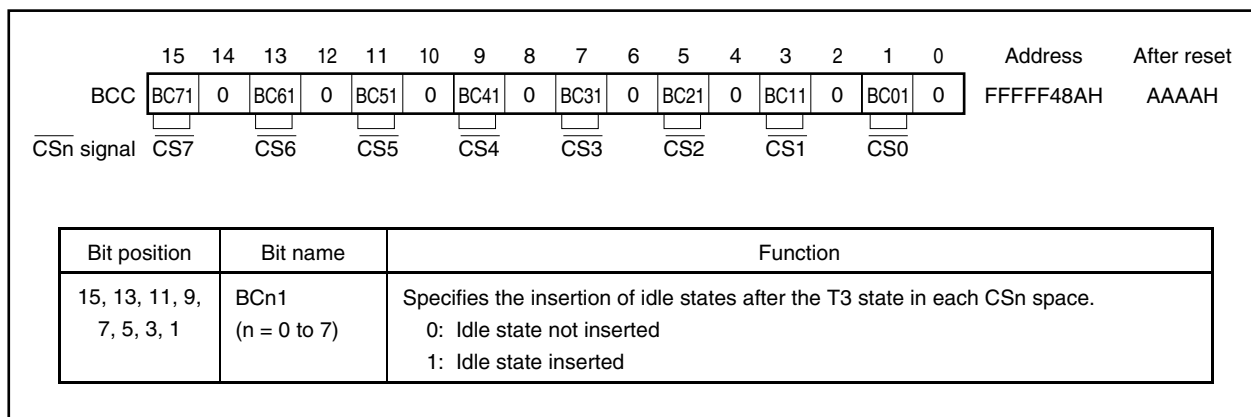 15 14 13 12 11 10 9 8 7 6 5 4 3 2 1 0 Address After reset
BCC BC71 0 BC61 0 BC51 0 BC41 0 BC31 0 BC21 0 BC11 0 BC01 0 FFFFF48AH AAAAH
CSn signal CS7 CS6 CS5 CS4 CS3 CS2 CS1 CS0
Bit position Bit name Function
15, 13, 11, 9, BCn1 Specifies the insertion of idle states after the T3 state in each CSn space.
7, 5, 3, 1 (n = 0 to 7) 0: Idle state not inserted
1: Idle state inserted